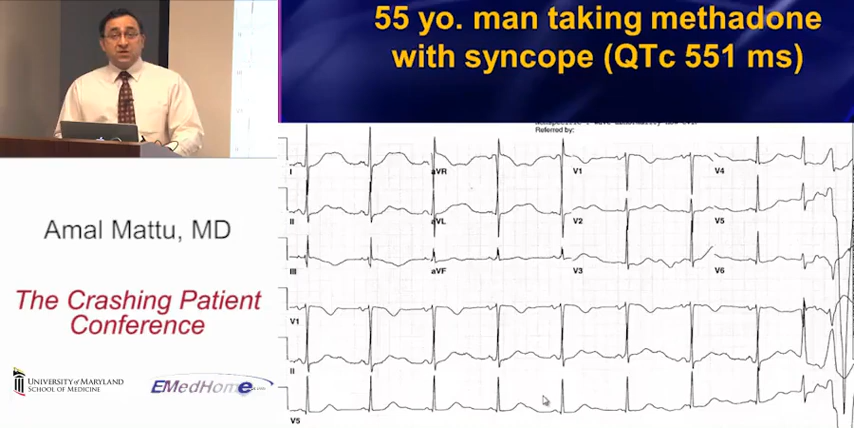 55 yo. man taking methadone
with syncope (QTc 551 ms)
Referred by:
I
aVR
V1
V4
II
aVL
V2
V5
III
aVF
V3
V6
V1
II
V5
Amal Mattu, MD
The Crashing Patient
Conference
UNIVERSITY of MARYLAND
SCHOOL OF MEDICINE
EMedHome.com